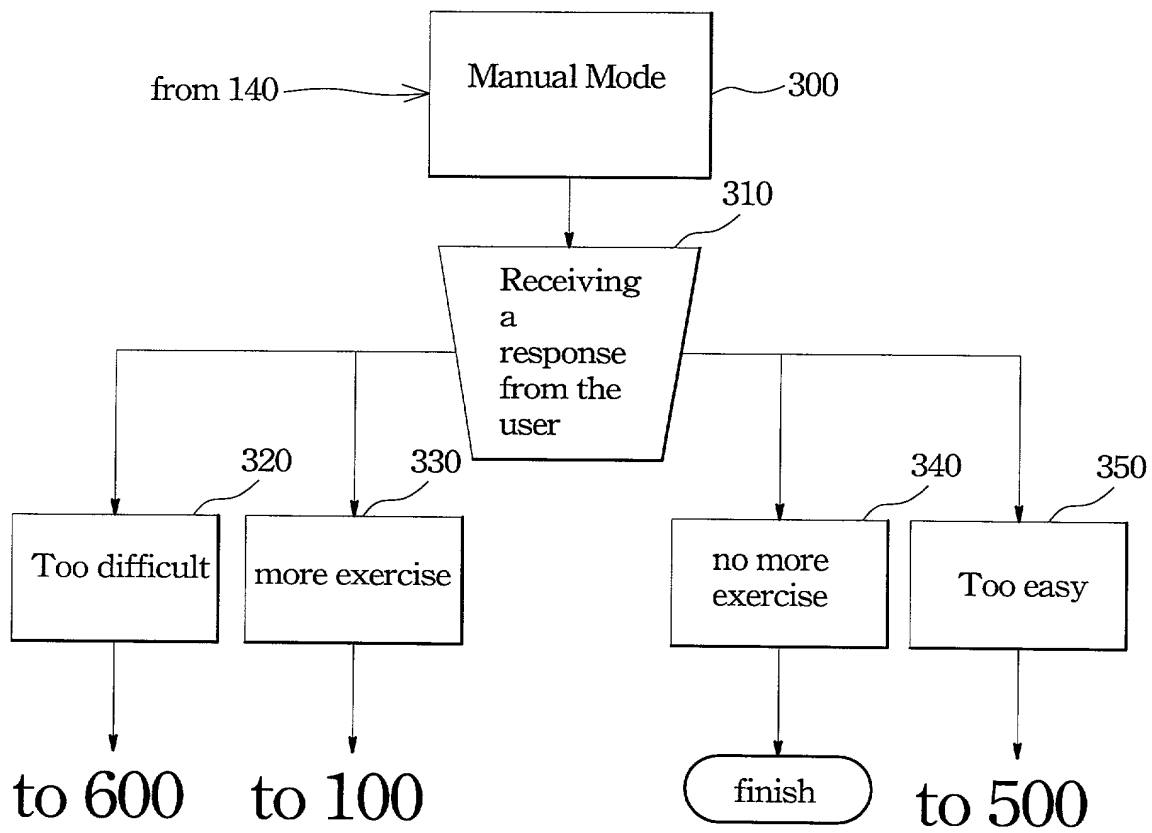 Manual Mode
from 140
300
310
Receiving
a
response
from the
user
320
330
340
350
Too difficult
more exercise
no more
exercise
Too easy
to 600
to 100
finish
to 500